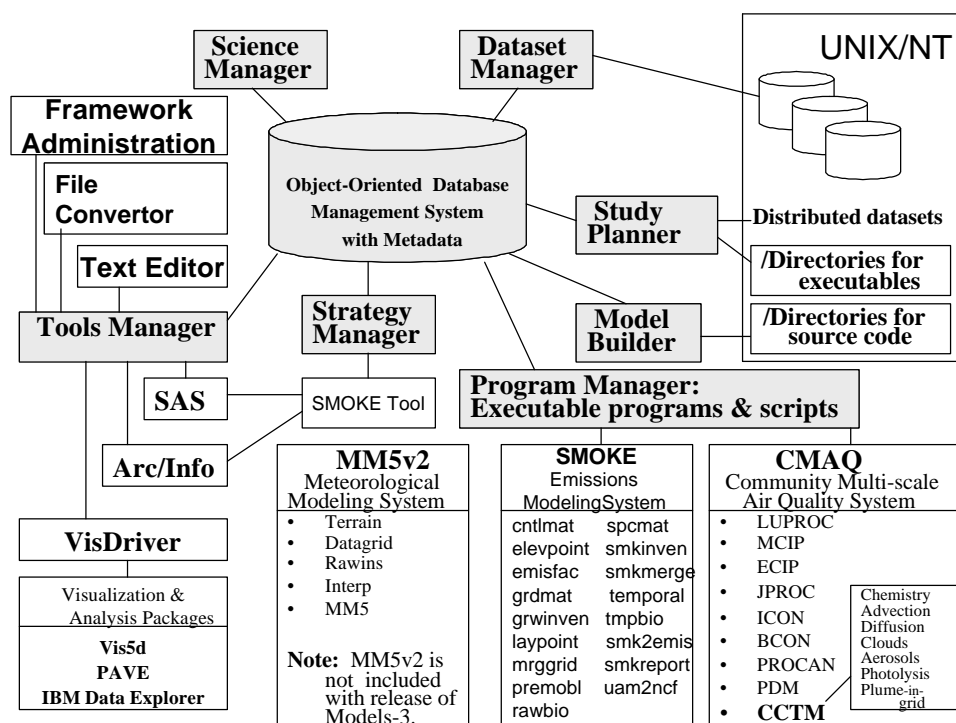 Science
Manager
Dataset
Manager
UNIX/NT
Framework
Administration
File
Convertor
Text Editor
Object-Oriented Database
Management System
with Metadata
Study
Planner
Distributed datasets
/Directories for
executables
/Directories for
source code
Tools Manager
Strategy
Manager
Model
Builder
SAS
SMOKE Tool
Program Manager:
Executable programs & scripts
Arc/Info
VisDriver
Visualization &
Analysis Packages
Vis5d
PAVE
IBM Data Explorer
MM5v2
Meteorological
Modeling System
• Terrain
• Datagrid
• Rawins
• Interp
• MM5
Note: MM5v2 is
not included
with release of
Models-3.
SMOKE
Emissions
ModelingSystem
cntlmat spcmat
elevpoint smkinven
emisfac smkmerge
grdmat temporal
grwinven tmpbio
laypoint smk2emis
mrggrid smkreport
premobl uam2ncf
rawbio
CMAQ
Community Multi-scale
Air Quality System
• LUPROC
• MCIP
• ECIP
• JPROC
• ICON
• BCON
• PROCAN
• PDM
• CCTM
Chemistry
Advection
Diffusion
Clouds
Aerosols
Photolysis
Plume-in-
grid